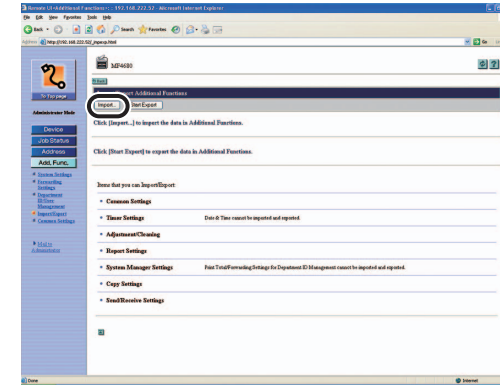 Remote UI<Additional Functions>: : 192.168.222.52 - Microsoft Internet Explorer
File Edit View Favorites Tools Help
Back Search Favorites
Address http://192.168.222.52/_impexp.html Go
MF4680
To Top page
Administrator Mode
Device
Job Status
Address
Add. Func.
System Settings
Forwarding Settings
Department ID/User Management
Import/Export
Custom Settings
Mail to Administrator
Additional Functions
Import... Start Export
Click [Import...] to import the data in Additional Functions.
Click [Start Export] to export the data in Additional Functions.
Items that you can Import/Export:
Common Settings
Timer Settings Date & Time cannot be imported and exported.
Adjustment/Cleaning
Report Settings
System Manager Settings Print Total/Forwarding Settings for Department ID Management cannot be imported and exported.
Copy Settings
Send/Receive Settings
Done Internet